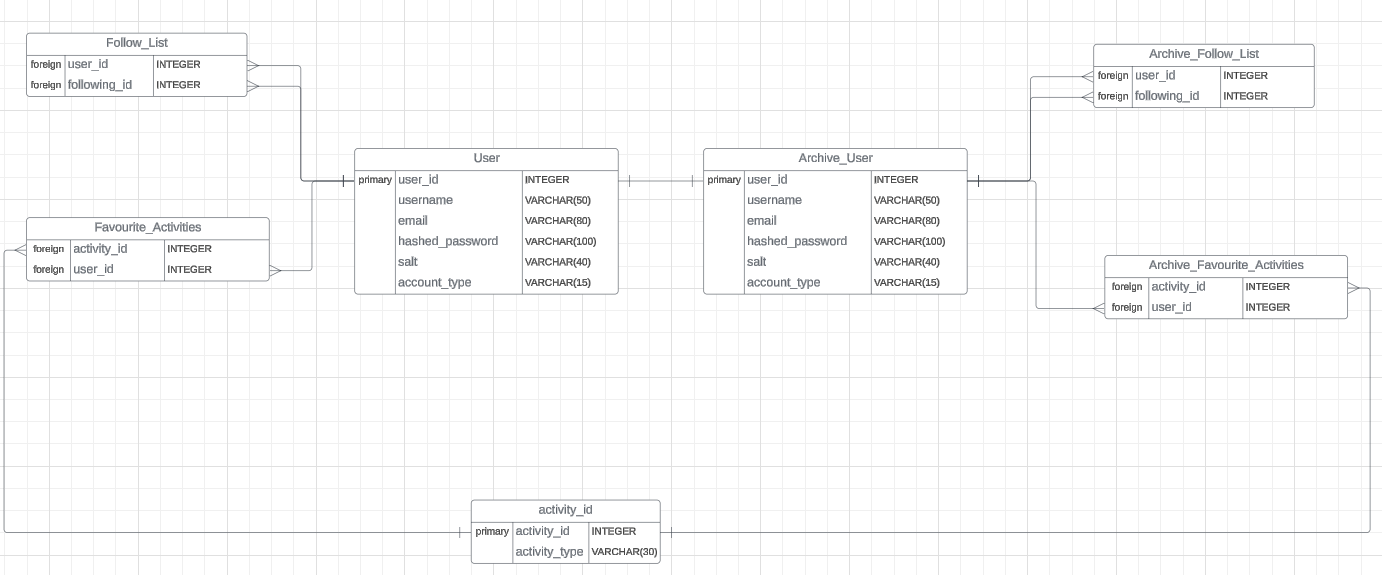 Follow_List
foreign user_id INTEGER
foreign following_id INTEGER
Archive_Follow_List
foreign user_id INTEGER
foreign following_id INTEGER
User
primary user_id INTEGER
username VARCHAR(50)
email VARCHAR(80)
hashed_password VARCHAR(100)
salt VARCHAR(40)
account_type VARCHAR(15)
Archive_User
primary user_id INTEGER
username VARCHAR(50)
email VARCHAR(80)
hashed_password VARCHAR(100)
salt VARCHAR(40)
account_type VARCHAR(15)
Favourite_Activities
foreign activity_id INTEGER
foreign user_id INTEGER
Archive_Favourite_Activities
foreign activity_id INTEGER
foreign user_id INTEGER
activity_id
primary activity_id INTEGER
activity_type VARCHAR(30)